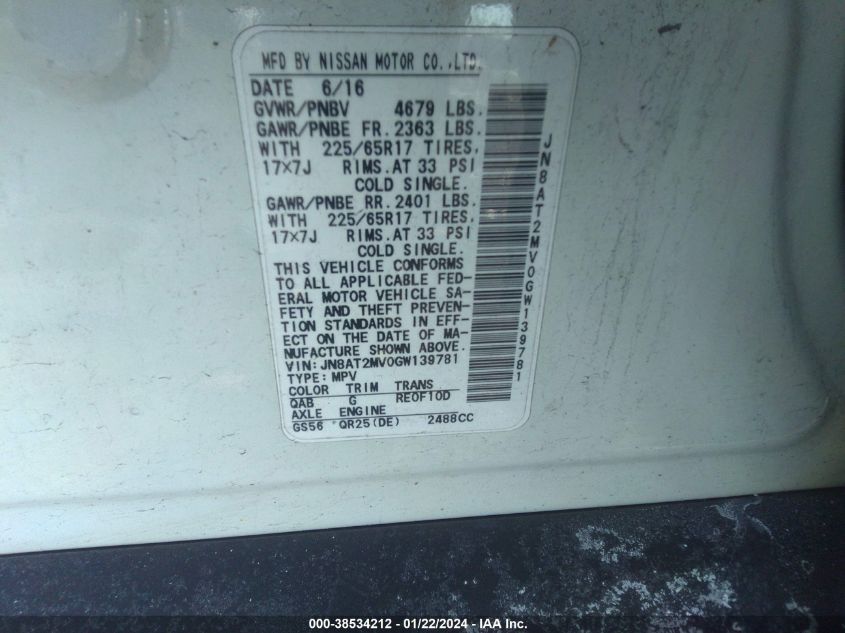 MFD BY NISSAN MOTOR CO.,LTD.
DATE 6/16
GVWR/PNBV 4679 LBS.
GAWR/PNBE FR. 2363 LBS.
WITH 225/65R17 TIRES,
17×7J RIMS.AT 33 PSI
COLD SINGLE.
GAWR/PNBE RR. 2401 LBS.
WITH 225/65R17 TIRES,
17×7J RIMS.AT 33 PSI
COLD SINGLE.
THIS VEHICLE CONFORMS
TO ALL APPLICABLE FED-
ERAL MOTOR VEHICLE SA-
FETY AND THEFT PREVEN-
TION STANDARDS IN EFF-
ECT ON THE DATE OF MA-
NUFACTURE SHOWN ABOVE.
VIN:JN8AT2MV0GW139781
TYPE:MPV
COLOR TRIM TRANS
QAB G RE0F10D
AXLE ENGINE
GS56 QR25(DE) 2488CC
JN8AT2MV0GW139781
000-38534212 - 01/22/2024 - IAA Inc.